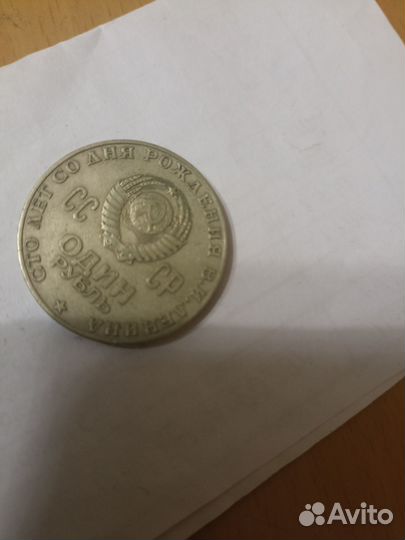 СТО ЛЕТ СО ДНЯ РОЖДЕНИЯ В.И.ЛЕНИНА
СС СР
ОДИН
РУБЛЬ
Avito